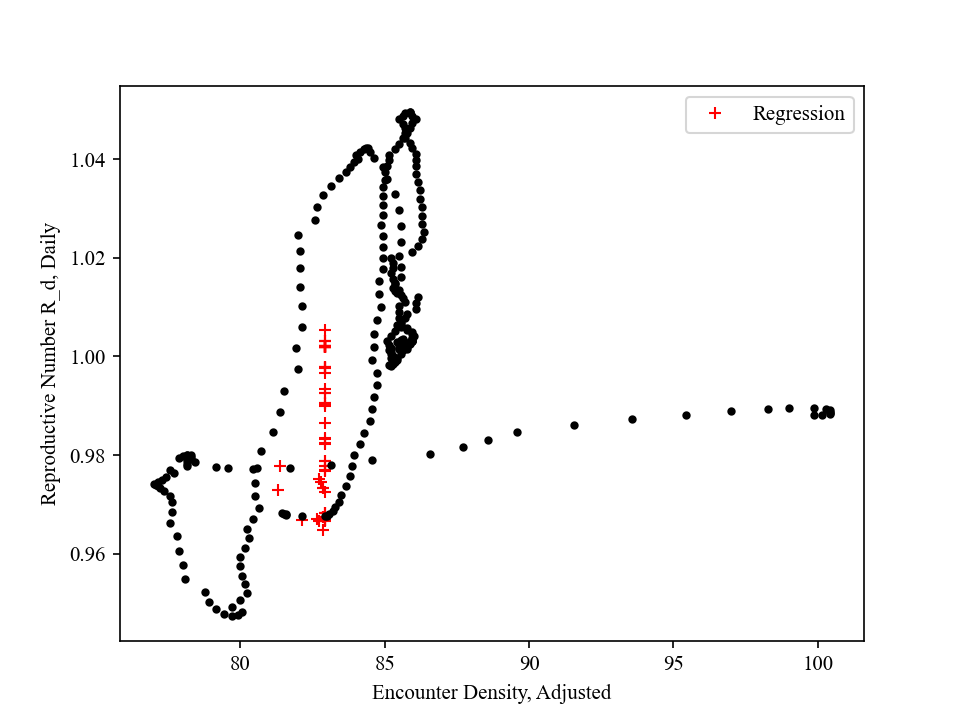 Regression
1.04
1.02
1.00
0.98
0.96
Reproductive Number R_d, Daily
80 85 90 95 100
Encounter Density, Adjusted